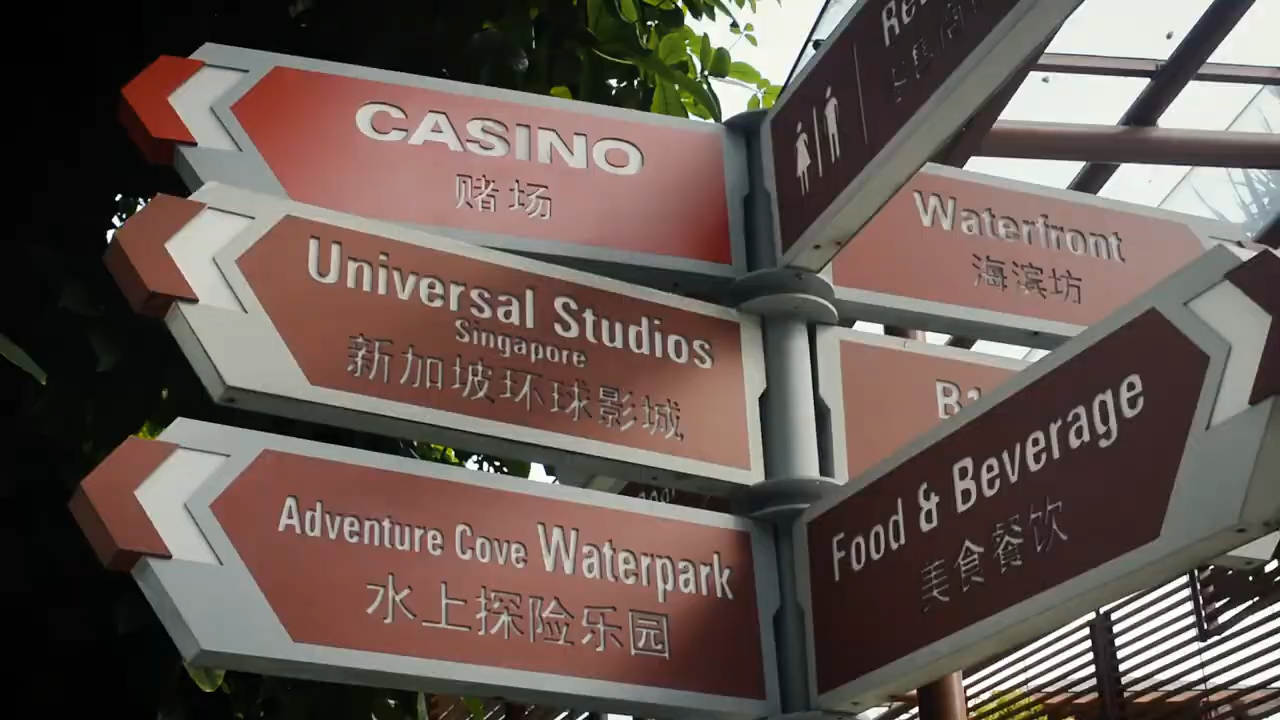 CASINO
赌场
Universal Studios
Singapore
新加坡环球影城
Adventure Cove Waterpark
水上探险乐园
Waterfront
海滨坊
B1
Food & Beverage
美食餐饮